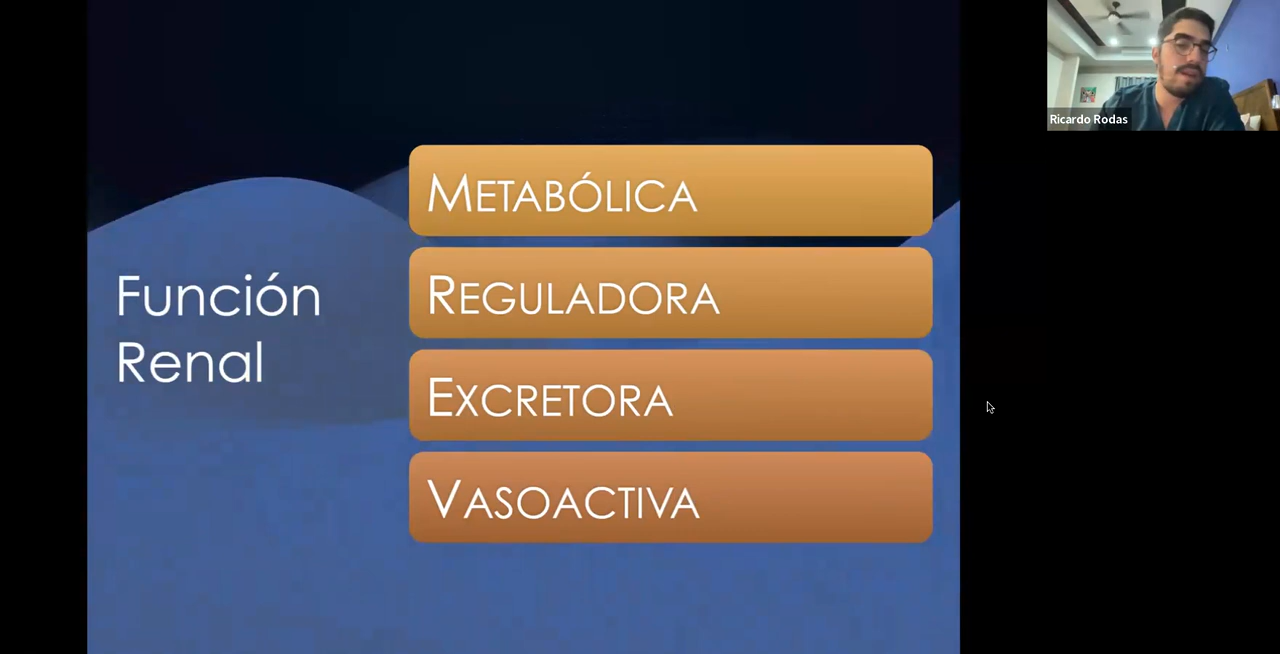 Función
Renal
METABÓLICA
REGULADORA
EXCRETORA
VASOACTIVA
Ricardo Rodas